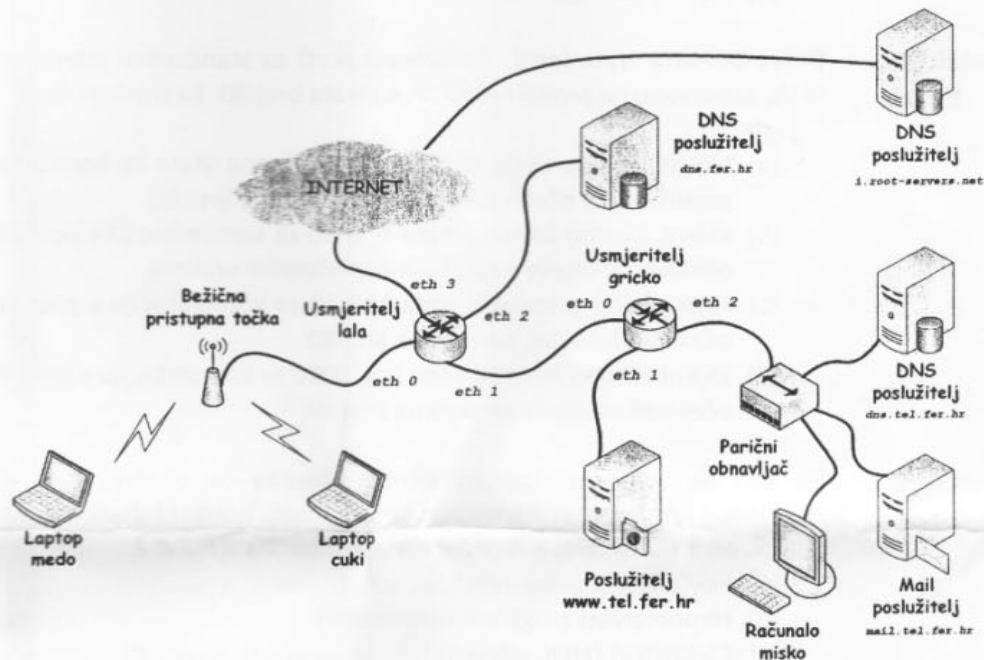 DNS
poslužitelj
i.root-servers.net
DNS
poslužitelj
dns.fer.hr
INTERNET
Usmjeritelj
gricko
eth 3
eth 2
eth 0
eth 2
Bežična
pristupna točka
Usmjeritelj
lala
eth 0
eth 1
eth 1
DNS
poslužitelj
dns.tel.fer.hr
Parični
obnavljač
Laptop
medo
Laptop
cuki
Poslužitelj
www.tel.fer.hr
Računalo
misko
Mail
poslužitelj
mail.tel.fer.hr